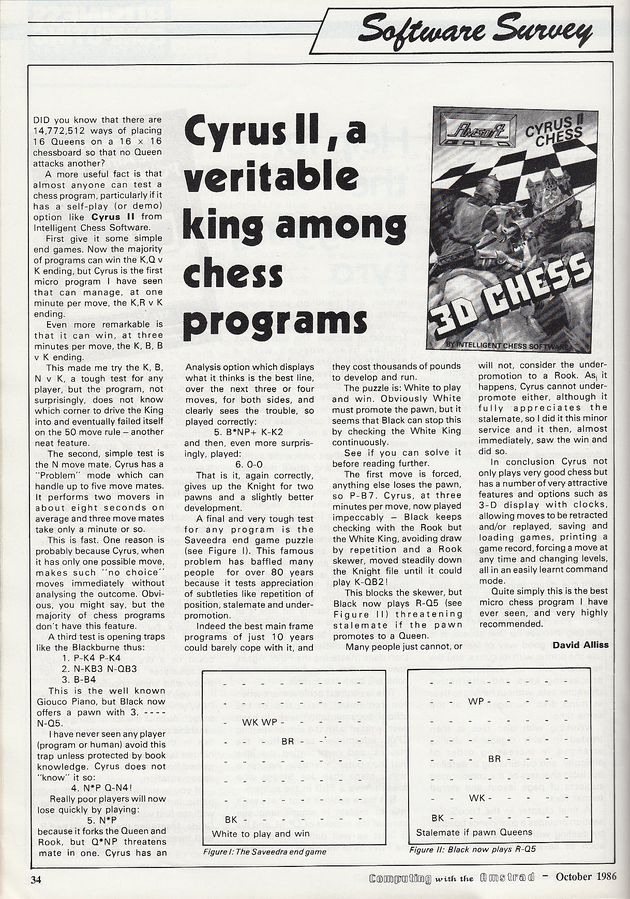 Software Survey
Cyrus II, a
veritable
king among
chess
programs
Amsoft
GOLD
CYRUS II
CHESS
3D CHESS
BY INTELLIGENT CHESS SOFTWARE
DID you know that there are
14,772,512 ways of placing
16 Queens on a 16 x 16
chessboard so that no Queen
attacks another?
A more useful fact is that
almost anyone can test a
chess program, particularly if it
has a self-play (or demo)
option like Cyrus II from
Intelligent Chess Software.
First give it some simple
end games. Now the majority
of programs can win the K,Q v
K ending, but Cyrus is the first
micro program I have seen
that can manage, at one
minute per move, the K,R v K
ending.
Even more remarkable is
that it can win, at three
minutes per move, the K, B, B
v K ending.
This made me try the K, B,
N v K, a tough test for any
player, but the program, not
surprisingly, does not know
which corner to drive the King
into and eventually failed itself
on the 50 move rule – another
neat feature.
The second, simple test is
the N move mate. Cyrus has a
"Problem" mode which can
handle up to five move mates.
It performs two movers in
about eight seconds on
average and three move mates
take only a minute or so.
This is fast. One reason is
probably because Cyrus, when
it has only one possible move,
makes such "no choice"
moves immediately without
analysing the outcome. Obvi-
ous, you might say, but the
majority of chess programs
don't have this feature.
A third test is opening traps
like the Blackburne thus:
1. P-K4 P-K4
2. N-KB3 N-QB3
3. B-B4
This is the well known
Giouco Piano, but Black now
offers a pawn with 3. - - - -
N-Q5.
I have never seen any player
(program or human) avoid this
trap unless protected by book
knowledge. Cyrus does not
"know" it so:
4. N*P Q-N4!
Really poor players will now
lose quickly by playing:
5. N*P
because it forks the Queen and
Rook, but Q*NP threatens
mate in one. Cyrus has an
Analysis option which displays
what it thinks is the best line,
over the next three or four
moves, for both sides, and
clearly sees the trouble, so
played correctly:
5. B*NP+ K-K2
and then, even more surpris-
ingly, played:
6. 0-0
That is it, again correctly,
gives up the Knight for two
pawns and a slightly better
development.
A final and very tough test
for any program is the
Saveedra end game puzzle
(see Figure I). This famous
problem has baffled many
people for over 80 years
because it tests appreciation
of subtleties like repetition of
position, stalemate and under-
promotion.
Indeed the best main frame
programs of just 10 years
could barely cope with it, and
they cost thousands of pounds
to develop and run.
The puzzle is: White to play
and win. Obviously White
must promote the pawn, but it
seems that Black can stop this
by checking the White King
continuously.
See if you can solve it
before reading further.
The first move is forced,
anything else loses the pawn,
so P-B7. Cyrus, at three
minutes per move, now played
impeccably – Black keeps
checking with the Rook but
the White King, avoiding draw
by repetition and a Rook
skewer, moved steadily down
the Knight file until it could
play K-QB2!
This blocks the skewer, but
Black now plays R-Q5 (see
Figure II) threatening
stalemate if the pawn
promotes to a Queen.
Many people just cannot, or
will not, consider the under-
promotion to a Rook. As, it
happens, Cyrus cannot under-
promote either, although it
fully appreciates the
stalemate, so I did it this minor
service and it then, almost
immediately, saw the win and
did so.
In conclusion Cyrus not
only plays very good chess but
has a number of very attractive
features and options such as
3-D display with clocks,
allowing moves to be retracted
and/or replayed, saving and
loading games, printing a
game record, forcing a move at
any time and changing levels,
all in an easily learnt command
mode.
Quite simply this is the best
micro chess program I have
ever seen, and very highly
recommended.
David Alliss
- - - - - - - -
- - - - - - - -
- WK WP - - - - -
- - - BR - - - -
- - - - - - - -
- - - - - - - -
- - - - - - - -
BK - - - - - - -
White to play and win
Figure I: The Saveedra end game
- - - - - - - -
- - WP - - - - -
- - - - - - - -
- - - - - - - -
- - - BR - - - -
- - - - - - - -
- - WK - - - - -
BK - - - - - - -
Stalemate if pawn Queens
Figure II: Black now plays R-Q5
34
Computing with the Amstrad – October 1986